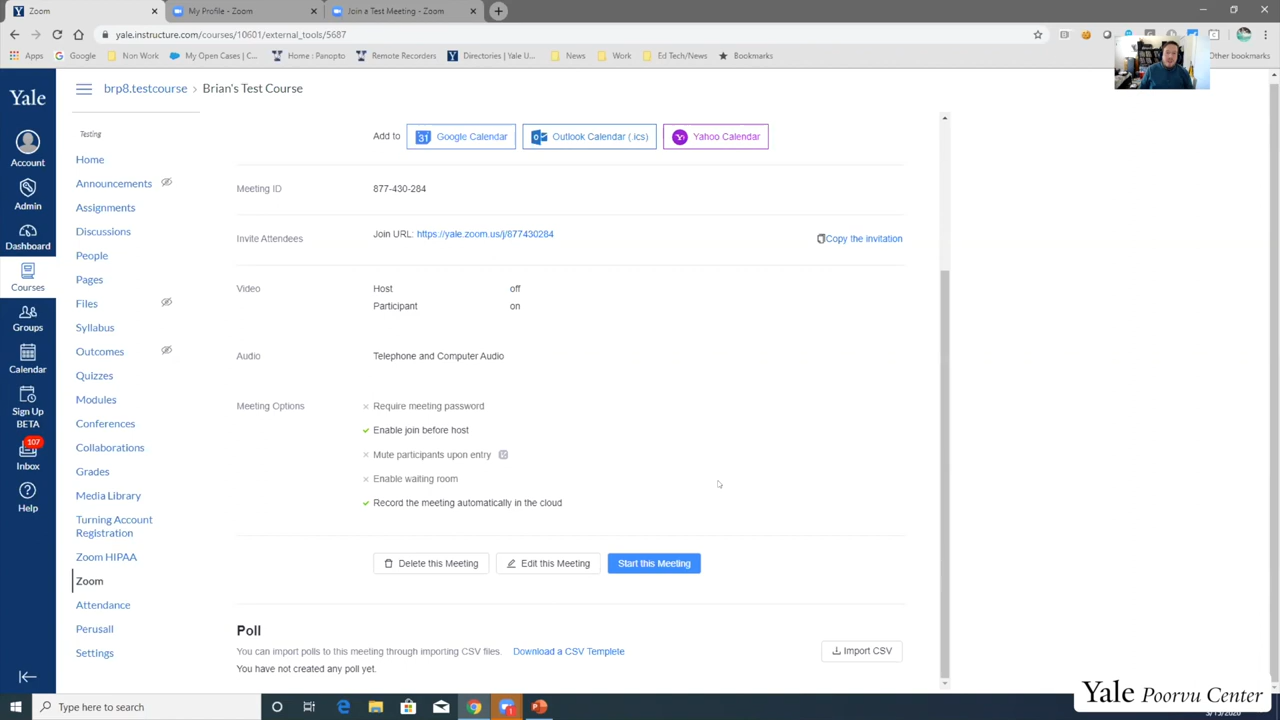 Zoom
My Profile - Zoom
Join a Test Meeting - Zoom
yale.instructure.com/courses/10601/external_tools/5687
Apps
Google
Non Work
My Open Cases | C...
Home : Panopto
Remote Recorders
Directories | Yale U...
News
Work
Ed Tech/News
Bookmarks
Other bookmarks
Yale
brp8.testcourse › Brian's Test Course
Account
Admin
Dashboard
Courses
Groups
Calendar
Sign Up
BETA
107
Inbox
Help
Testing
Home
Announcements
Assignments
Discussions
People
Pages
Files
Syllabus
Outcomes
Quizzes
Modules
Conferences
Collaborations
Grades
Media Library
Turning Account
Registration
Zoom HIPAA
Zoom
Attendance
Perusall
Settings
Add to 31 Google Calendar Outlook Calendar (.ics) Yahoo Calendar
Meeting ID 877-430-284
Invite Attendees Join URL: https://yale.zoom.us/j/877430284 Copy the invitation
Video Host off
Participant on
Audio Telephone and Computer Audio
Meeting Options Require meeting password
Enable join before host
Mute participants upon entry
Enable waiting room
Record the meeting automatically in the cloud
Delete this Meeting Edit this Meeting Start this Meeting
Poll
You can import polls to this meeting through importing CSV files. Download a CSV Templete Import CSV
You have not created any poll yet.
Type here to search
Yale Poorvu Center